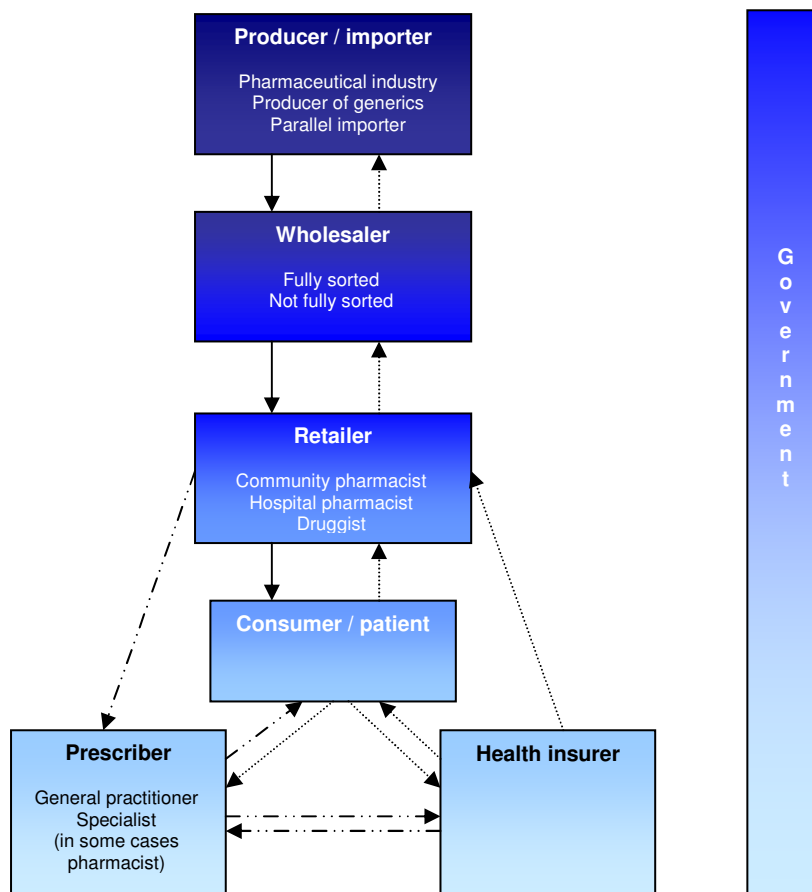 Producer / importer
Pharmaceutical industry
Producer of generics
Parallel importer
Wholesaler
Fully sorted
Not fully sorted
Retailer
Community pharmacist
Hospital pharmacist
Druggist
Consumer / patient
Prescriber
General practitioner
Specialist
(in some cases
pharmacist)
Health insurer
Government